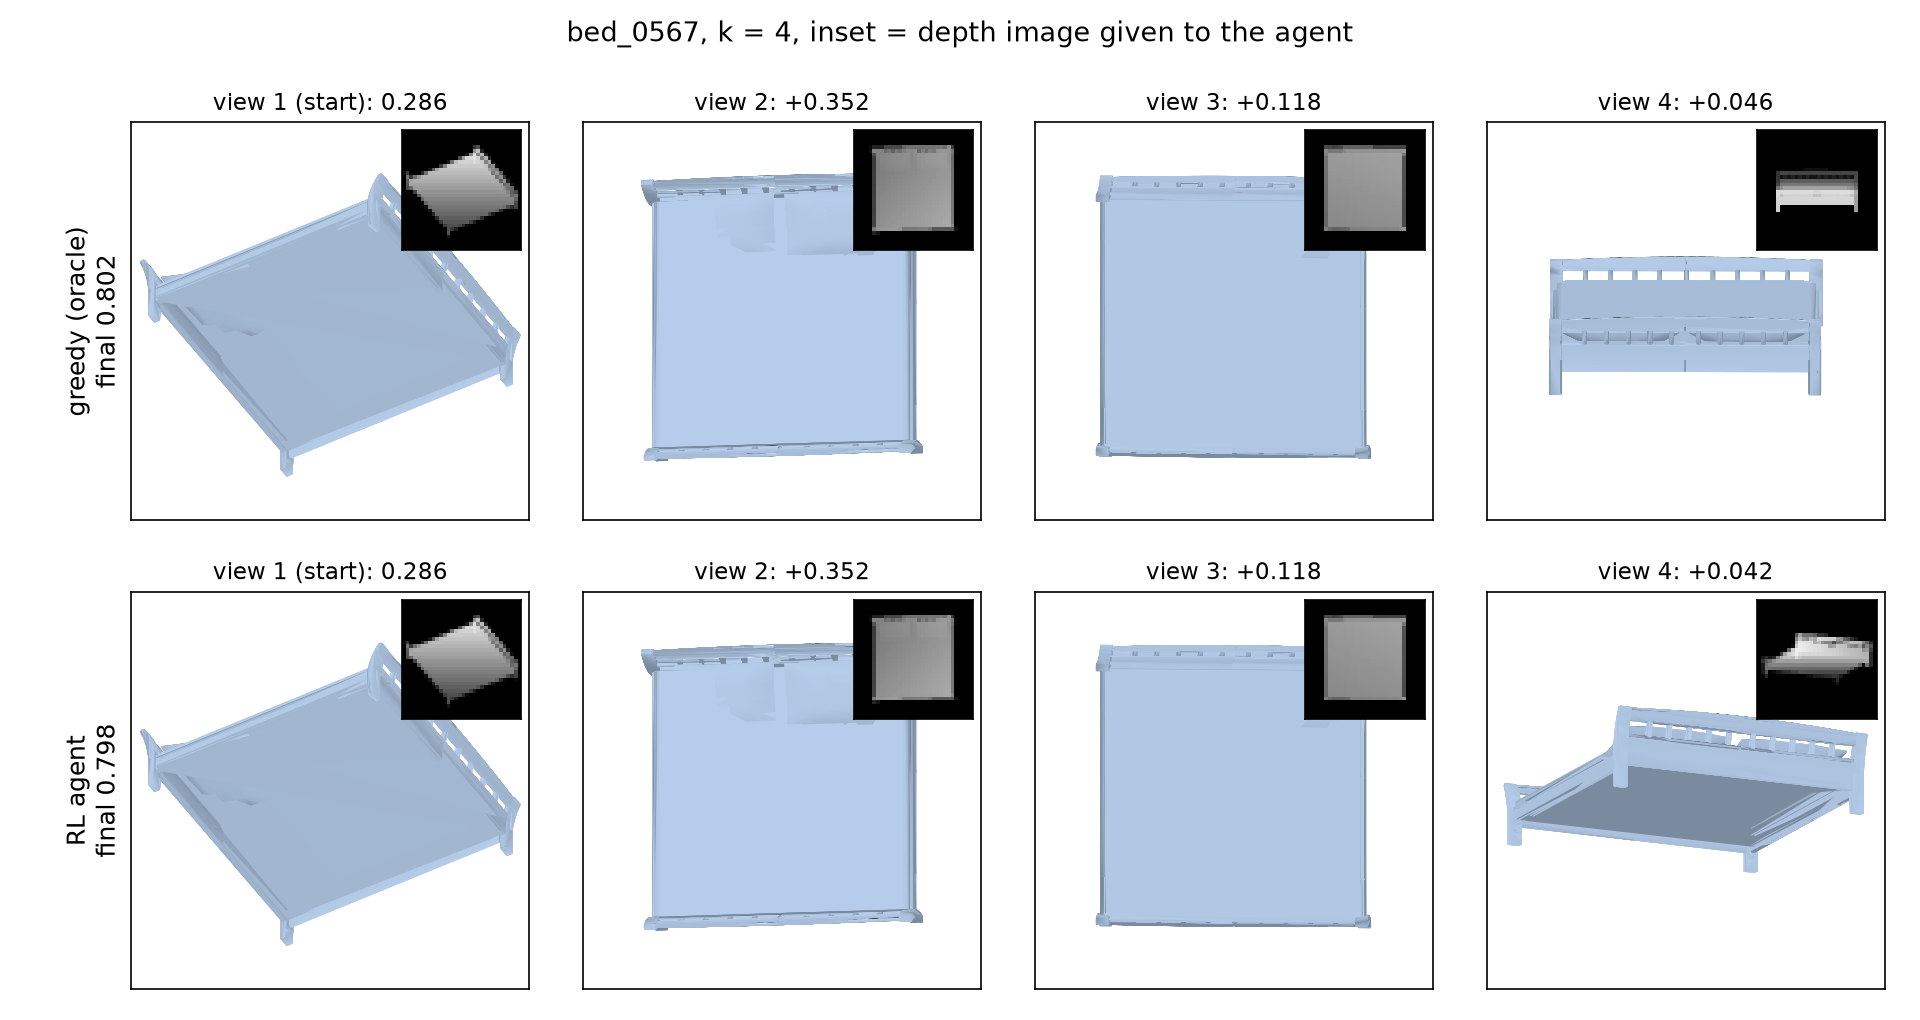 bed_0567, k = 4, inset = depth image given to the agent
view 1 (start): 0.286
view 2: +0.352
view 3: +0.118
view 4: +0.046
greedy (oracle)
final 0.802
view 1 (start): 0.286
view 2: +0.352
view 3: +0.118
view 4: +0.042
RL agent
final 0.798